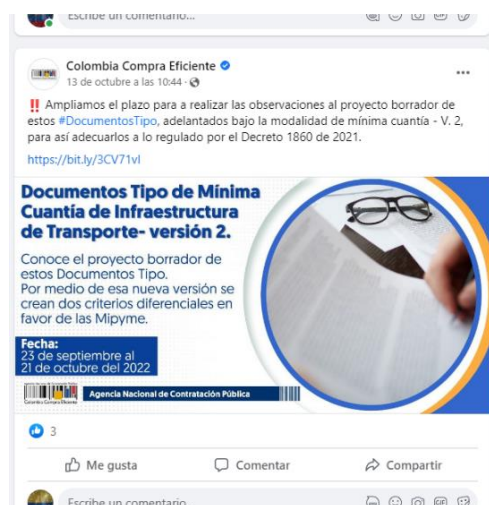 Escribe un comentario...
Colombia Compra Eficiente
13 de octubre a las 10:44 ·
‼ Ampliamos el plazo para a realizar las observaciones al proyecto borrador de
estos #DocumentosTipo, adelantados bajo la modalidad de mínima cuantía - V. 2,
para así adecuarlos a lo regulado por el Decreto 1860 de 2021.
https://bit.ly/3CV71vl
Documentos Tipo de Mínima
Cuantía de Infraestructura
de Transporte- versión 2.
Conoce el proyecto borrador de
estos Documentos Tipo.
Por medio de esa nueva versión se
crean dos criterios diferenciales en
favor de las Mipyme.
Fecha:
23 de septiembre al
21 de octubre del 2022
Colombia Compra Eficiente
Agencia Nacional de Contratación Pública
3
Me gusta
Comentar
Compartir
Escribe un comentario